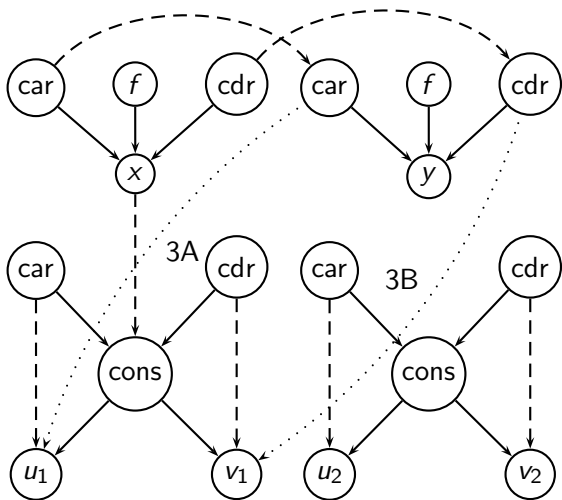 car f cdr car f cdr
x y
3A
car cdr car 3B cdr
cons cons
u₁ v₁ u₂ v₂